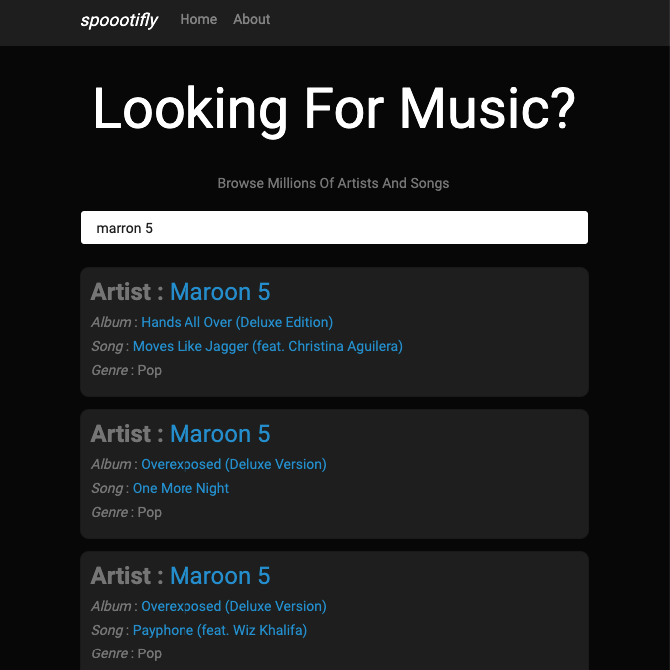 spoootifly Home About
Looking For Music?
Browse Millions Of Artists And Songs
marron 5
Artist : Maroon 5
Album : Hands All Over (Deluxe Edition)
Song : Moves Like Jagger (feat. Christina Aguilera)
Genre : Pop
Artist : Maroon 5
Album : Overexposed (Deluxe Version)
Song : One More Night
Genre : Pop
Artist : Maroon 5
Album : Overexposed (Deluxe Version)
Song : Payphone (feat. Wiz Khalifa)
Genre : Pop